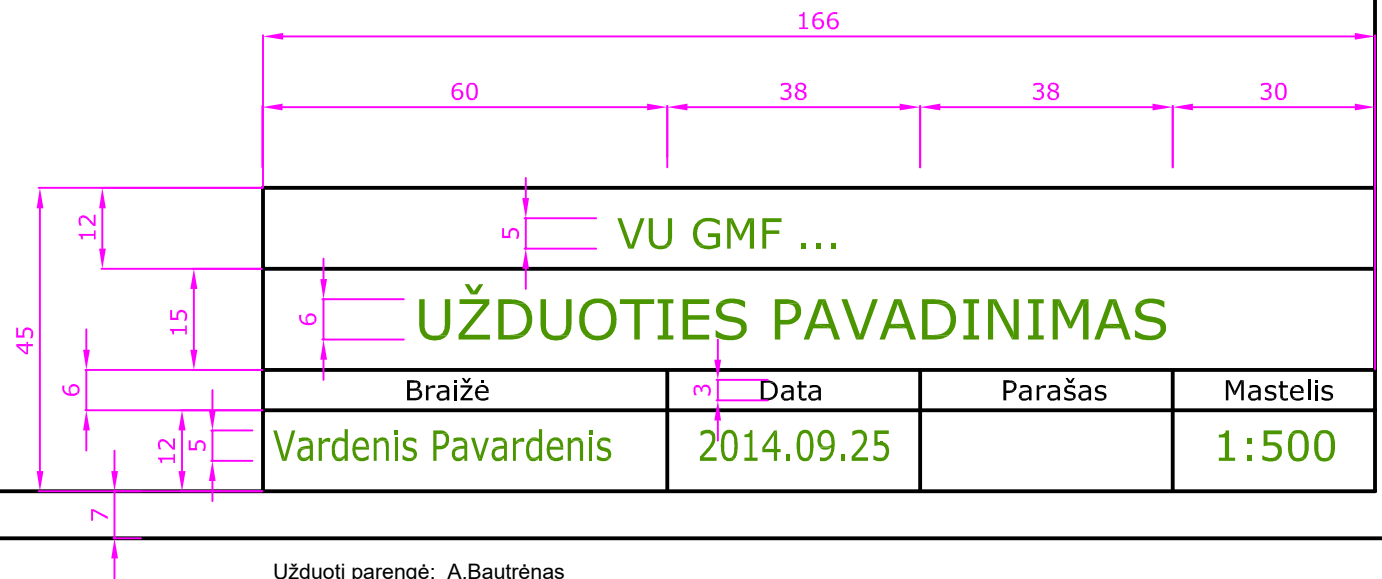 166
60 38 38 30
12 5 VU GMF ...
45 15 6 UŽDUOTIES PAVADINIMAS
6 Braižė 3 Data Parašas Mastelis
12 5 Vardenis Pavardenis 2014.09.25 1:500
7
Užduotį parengė: A.Bautrėnas